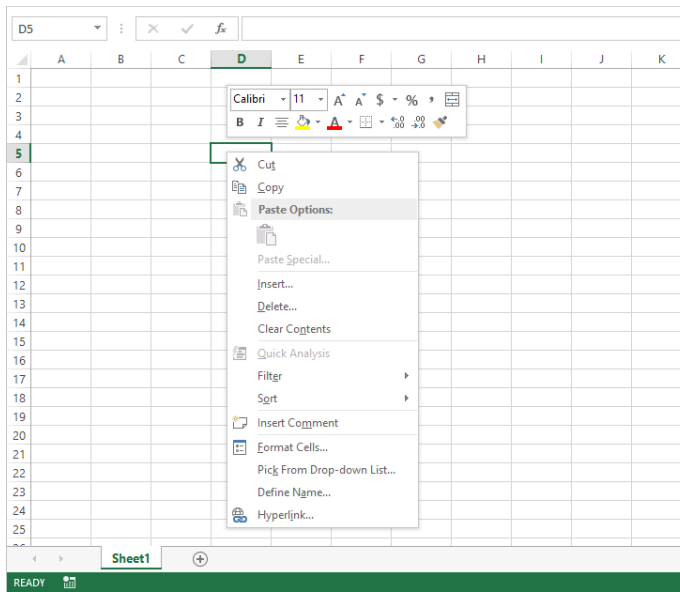 D5 fx
A B C D E F G H I J K
1
2
Calibri 11 A A $ % ,
3
B I A .00 .00
4
5
6
Cut
7
Copy
8
Paste Options:
9
10
11
Paste Special...
12
Insert...
13
Delete...
14
Clear Contents
15
16
Quick Analysis
17
Filter
18
Sort
19
Insert Comment
20
21
Format Cells...
22
Pick From Drop-down List...
23
Define Name...
24
Hyperlink...
25
Sheet1
READY